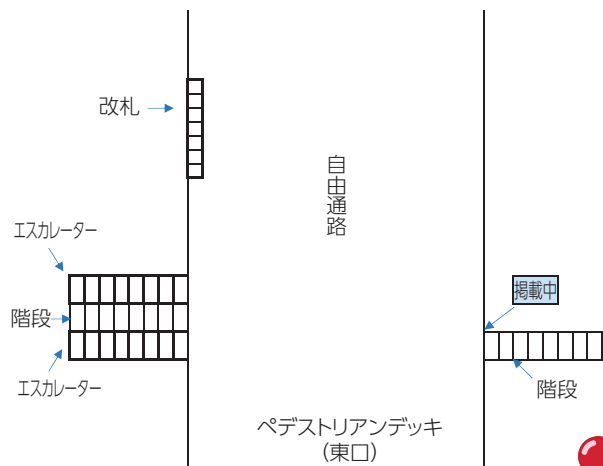 改札
自由通路
エスカレーター
掲載中
階段
エスカレーター
階段
ペデストリアンデッキ
(東口)